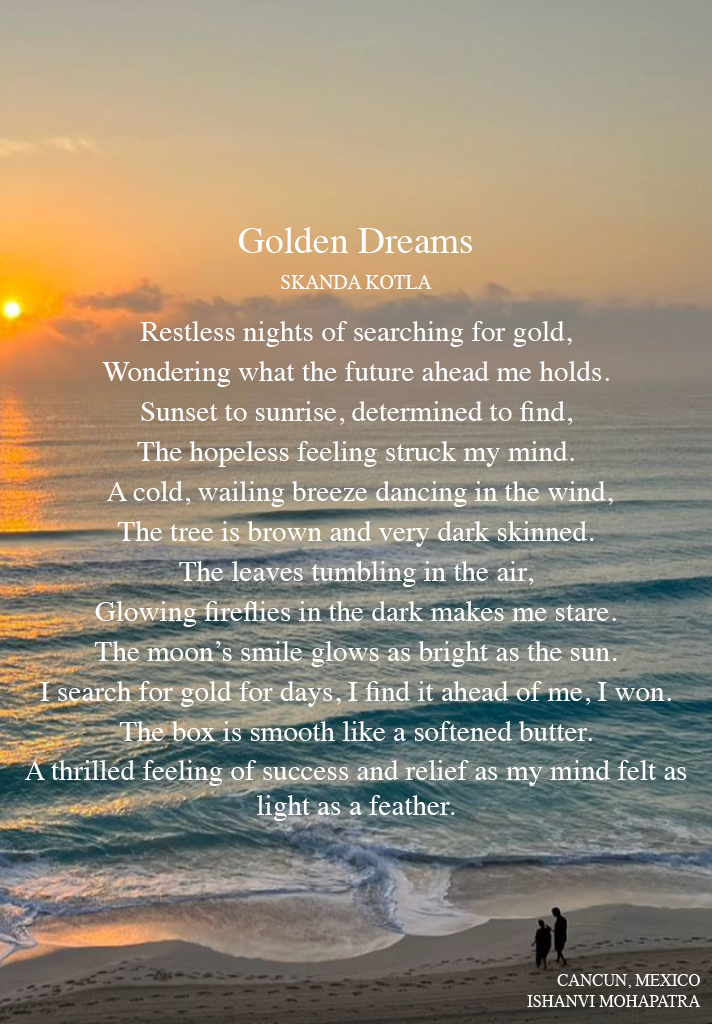 Golden Dreams
SKANDA KOTLA
Restless nights of searching for gold,
Wondering what the future ahead me holds.
Sunset to sunrise, determined to find,
The hopeless feeling struck my mind.
A cold, wailing breeze dancing in the wind,
The tree is brown and very dark skinned.
The leaves tumbling in the air,
Glowing fireflies in the dark makes me stare.
The moon’s smile glows as bright as the sun.
I search for gold for days, I find it ahead of me, I won.
The box is smooth like a softened butter.
A thrilled feeling of success and relief as my mind felt as
light as a feather.
CANCUN, MEXICO
ISHANVI MOHAPATRA